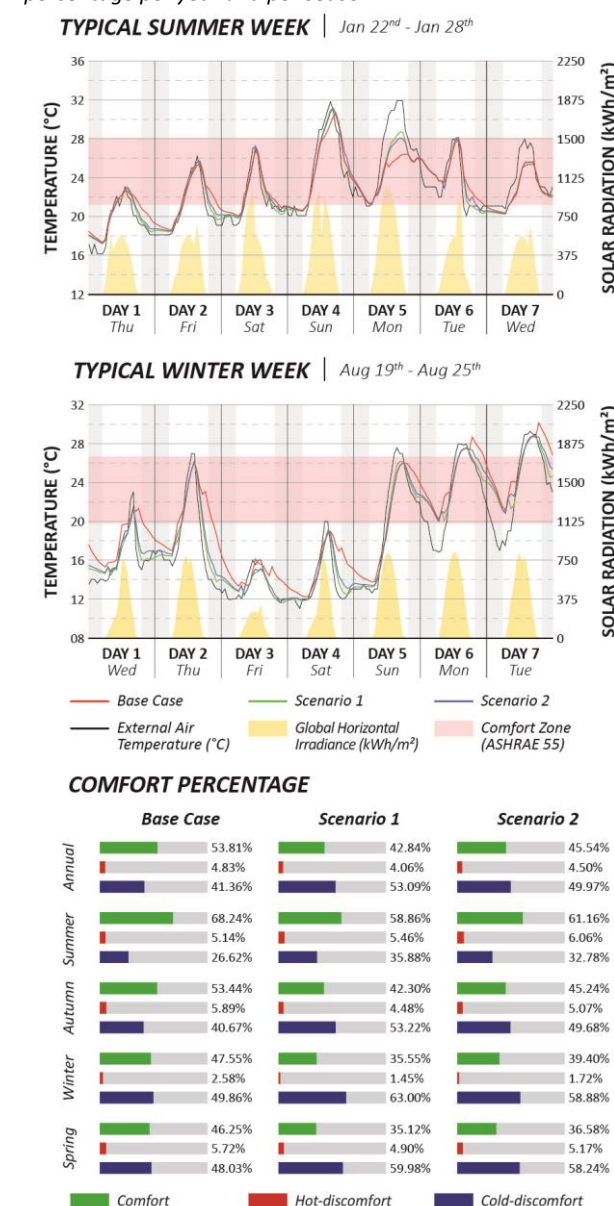 TYPICAL SUMMER WEEK | Jan 22nd - Jan 28th
TEMPERATURE (°C)
36
32
28
24
20
16
12
2250
1875
1500
1125
750
375
0
SOLAR RADIATION (kWh/m²)
DAY 1 DAY 2 DAY 3 DAY 4 DAY 5 DAY 6 DAY 7
Thu Fri Sat Sun Mon Tue Wed
TYPICAL WINTER WEEK | Aug 19th - Aug 25th
TEMPERATURE (°C)
32
28
24
20
16
12
08
2250
1875
1500
1125
750
375
0
SOLAR RADIATION (kWh/m²)
DAY 1 DAY 2 DAY 3 DAY 4 DAY 5 DAY 6 DAY 7
Wed Thu Fri Sat Sun Mon Tue
Base Case Scenario 1 Scenario 2
External Air Global Horizontal Comfort Zone
Temperature (°C) Irradiance (kWh/m²) (ASHRAE 55)
COMFORT PERCENTAGE
Base Case Scenario 1 Scenario 2
Annual
53.81% 42.84% 45.54%
4.83% 4.06% 4.50%
41.36% 53.09% 49.97%
Summer
68.24% 58.86% 61.16%
5.14% 5.46% 6.06%
26.62% 35.88% 32.78%
Autumn
53.44% 42.30% 45.24%
5.89% 4.48% 5.07%
40.67% 53.22% 49.68%
Winter
47.55% 35.55% 39.40%
2.58% 1.45% 1.72%
49.86% 63.00% 58.88%
Spring
46.25% 35.12% 36.58%
5.72% 4.90% 5.17%
48.03% 59.98% 58.24%
Comfort Hot-discomfort Cold-discomfort